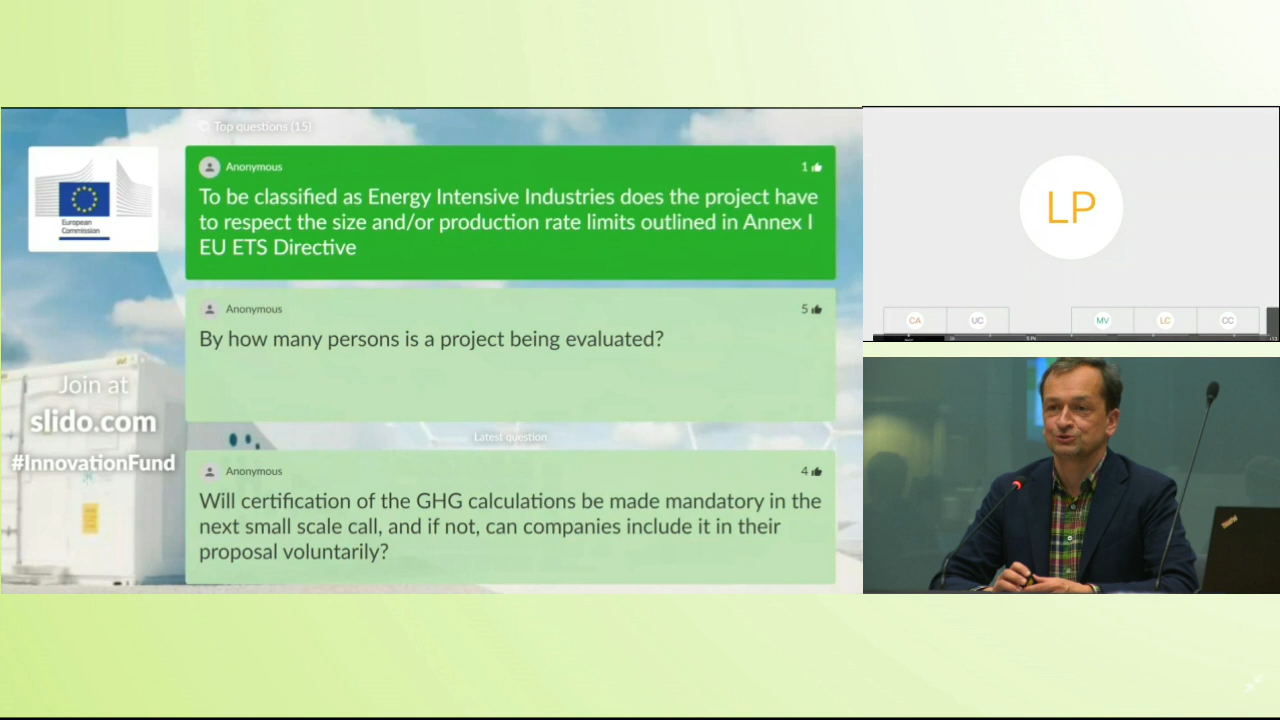 Top questions (15)
European
Commission
Anonymous
1
To be classified as Energy Intensive Industries does the project have
to respect the size and/or production rate limits outlined in Annex I
EU ETS Directive
Anonymous
5
By how many persons is a project being evaluated?
Join at
slido.com
#InnovationFund
Latest question
Anonymous
4
Will certification of the GHG calculations be made mandatory in the
next small scale call, and if not, can companies include it in their
proposal voluntarily?
LP
CA
UC
MV
LC
CC
ThinkPad